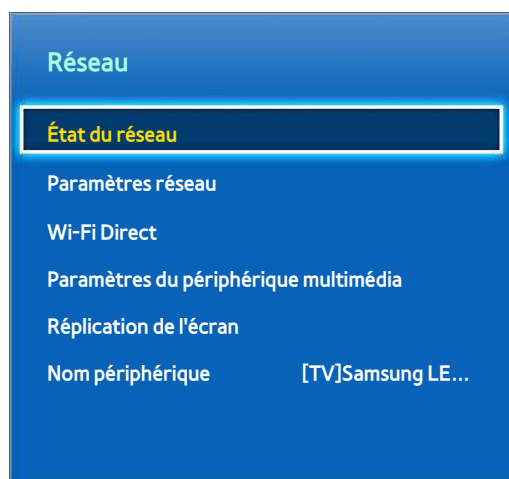 Réseau
État du réseau
Paramètres réseau
Wi-Fi Direct
Paramètres du périphérique multimédia
Réplication de l'écran
Nom périphérique [TV]Samsung LE...